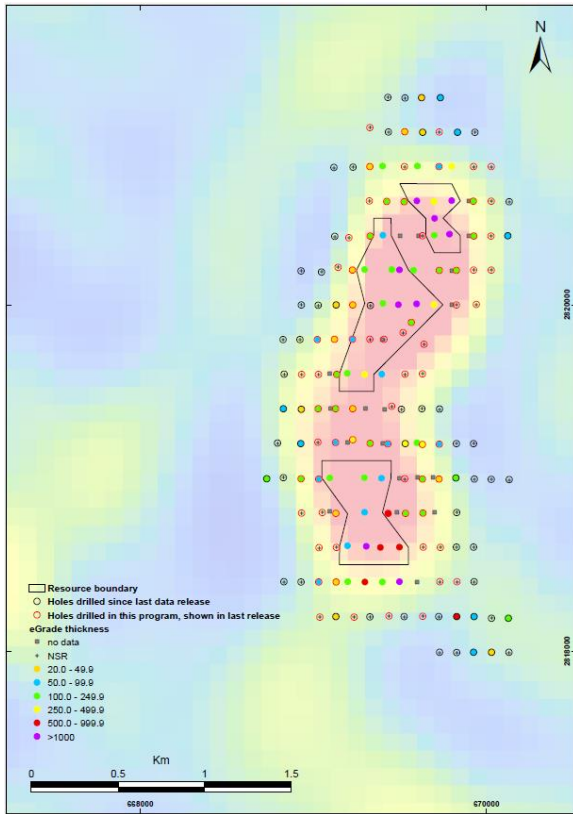 N
2820000
2818000
Resource boundary
Holes drilled since last data release
Holes drilled in this program, shown in last release
eGrade thickness
no data
NSR
20.0 - 49.9
50.0 - 99.9
100.0 - 249.9
250.0 - 499.9
500.0 - 999.9
>1000
Km
0 0.5 1 1.5
668000 670000